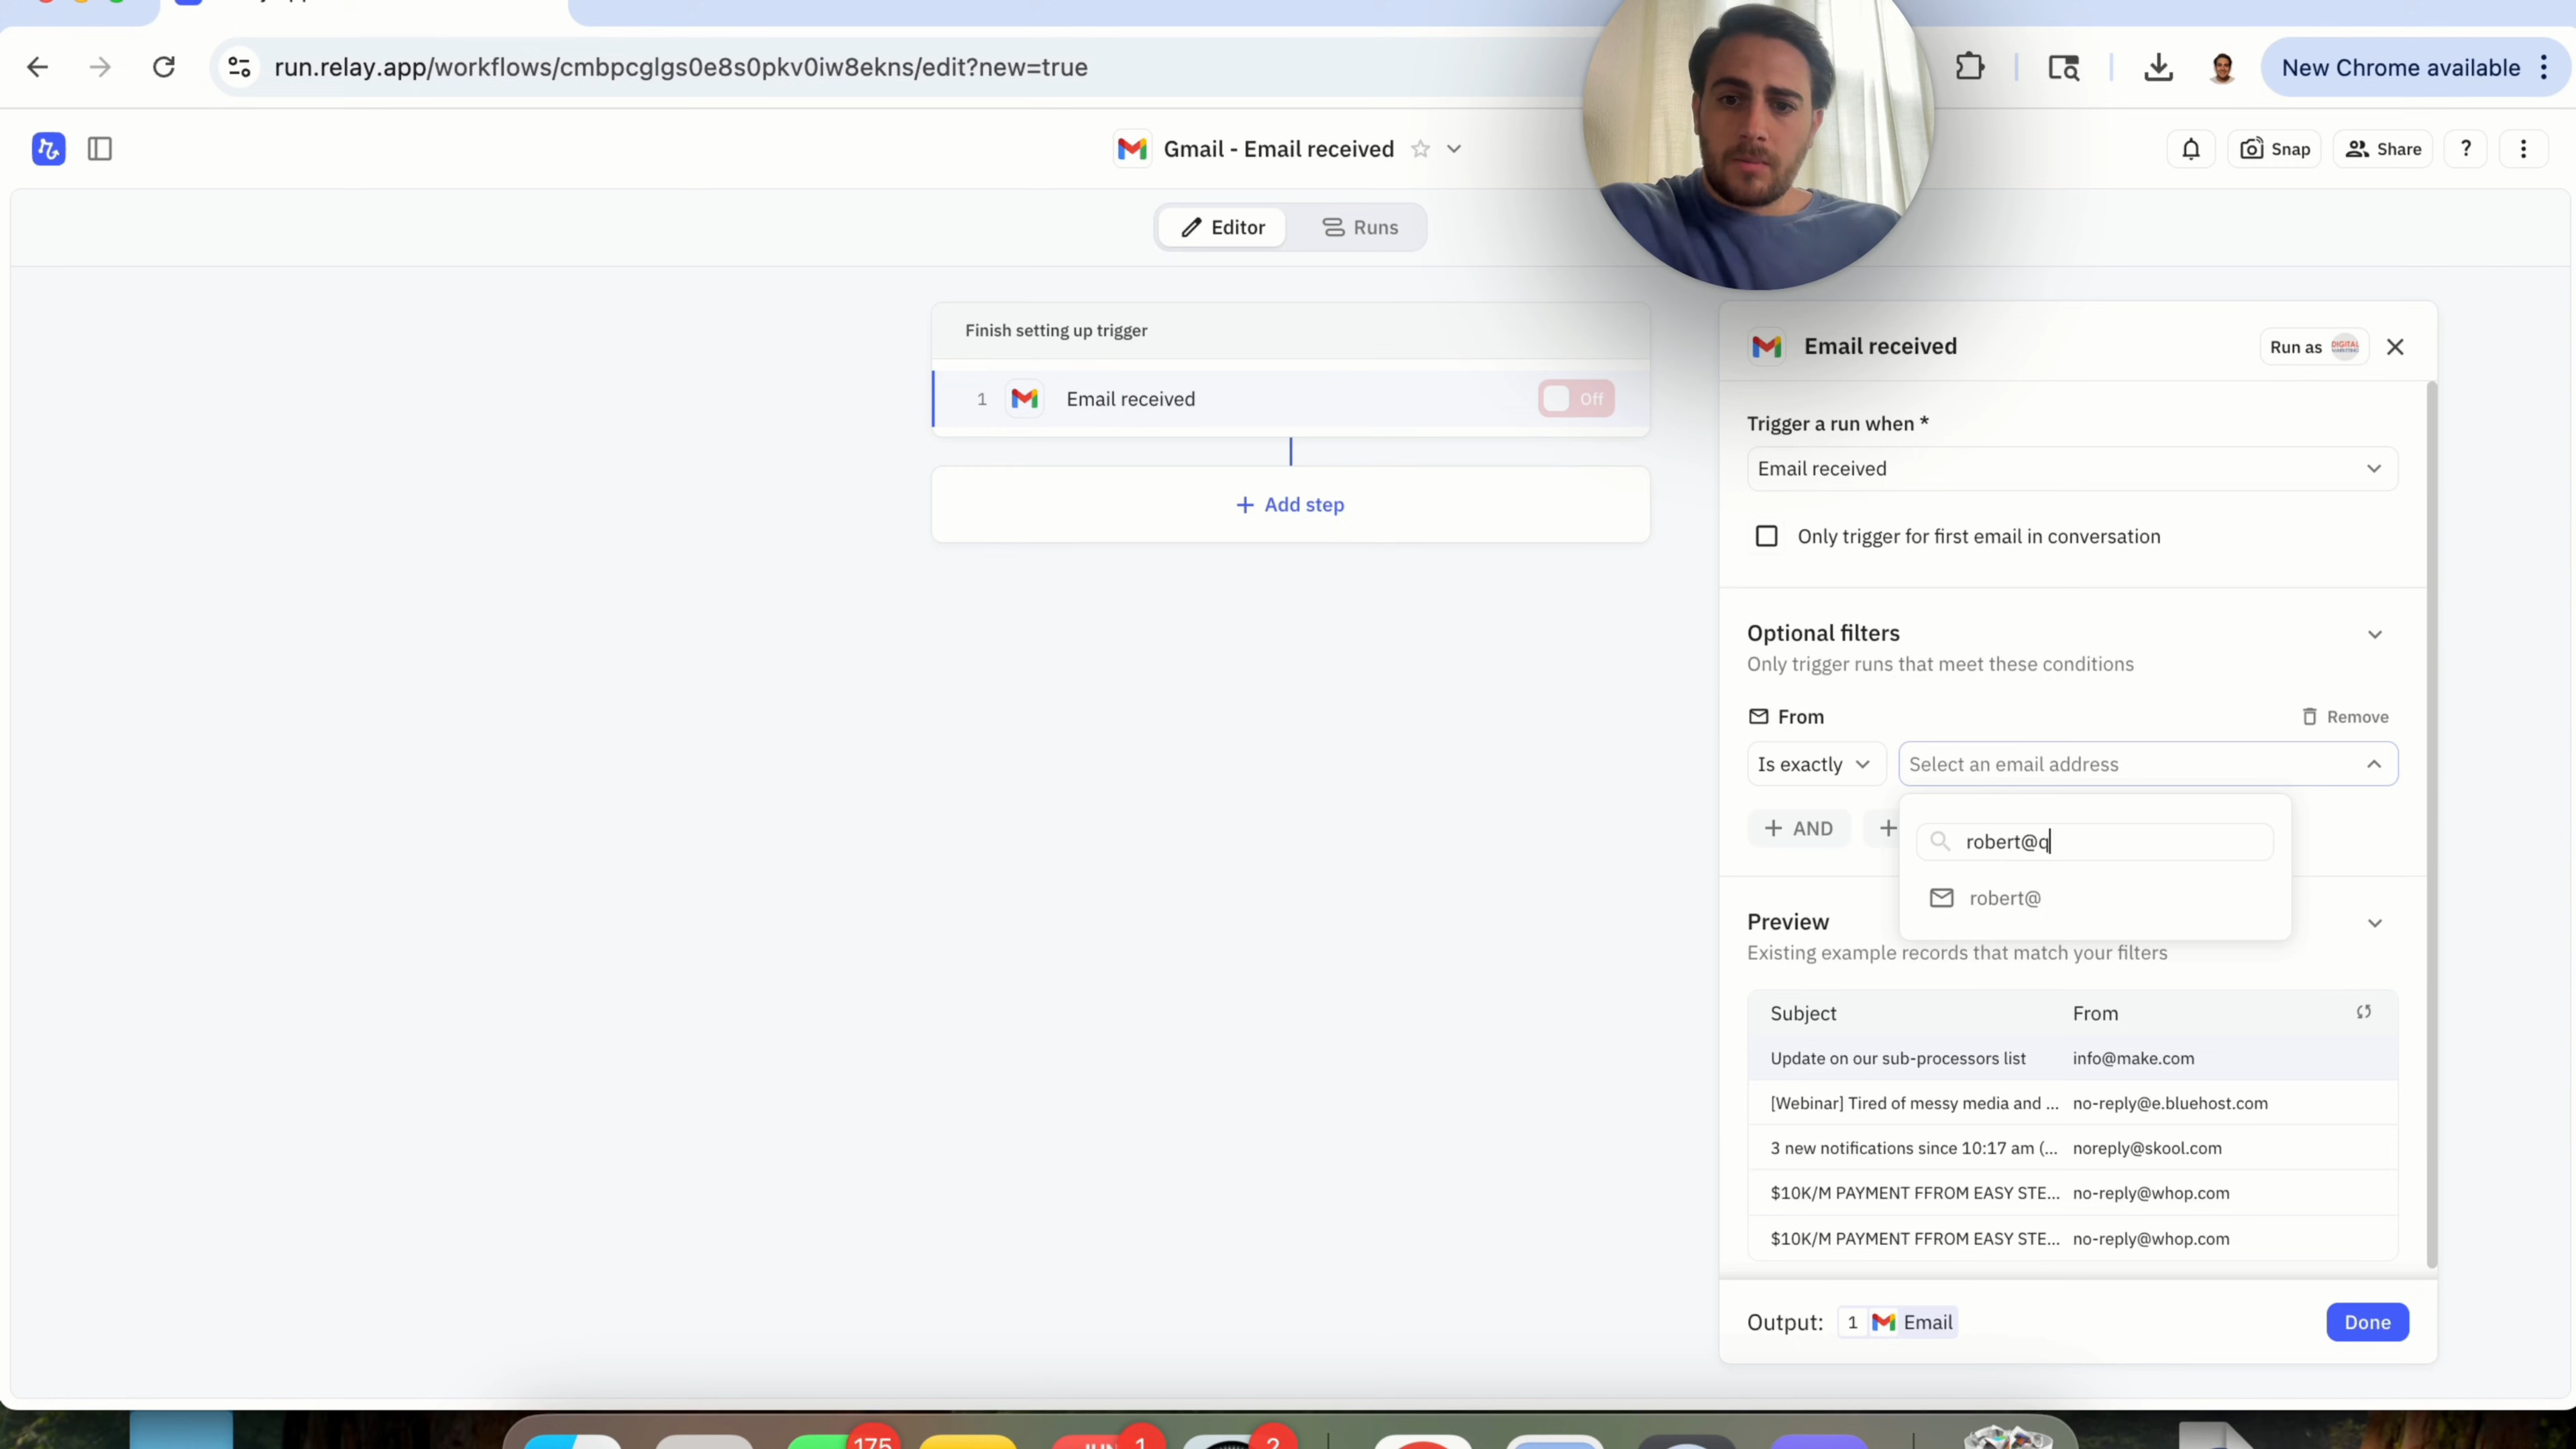 run.relay.app/workflows/cmbpcglgs0e8s0pkv0iw8ekns/edit?new=true
New Chrome available
Gmail - Email received
Snap
Share
?
Editor
Runs
Finish setting up trigger
1 Email received Off
+ Add step
Email received
Run as
Trigger a run when *
Email received
Only trigger for first email in conversation
Optional filters
Only trigger runs that meet these conditions
From
Remove
Is exactly
Select an email address
+ AND
+
robert@q
robert@
Preview
Existing example records that match your filters
Subject From
Update on our sub-processors list info@make.com
[Webinar] Tired of messy media and ... no-reply@e.bluehost.com
3 new notifications since 10:17 am (... noreply@skool.com
$10K/M PAYMENT FFROM EASY STE... no-reply@whop.com
$10K/M PAYMENT FFROM EASY STE... no-reply@whop.com
Output: 1 Email
Done
175
1
2